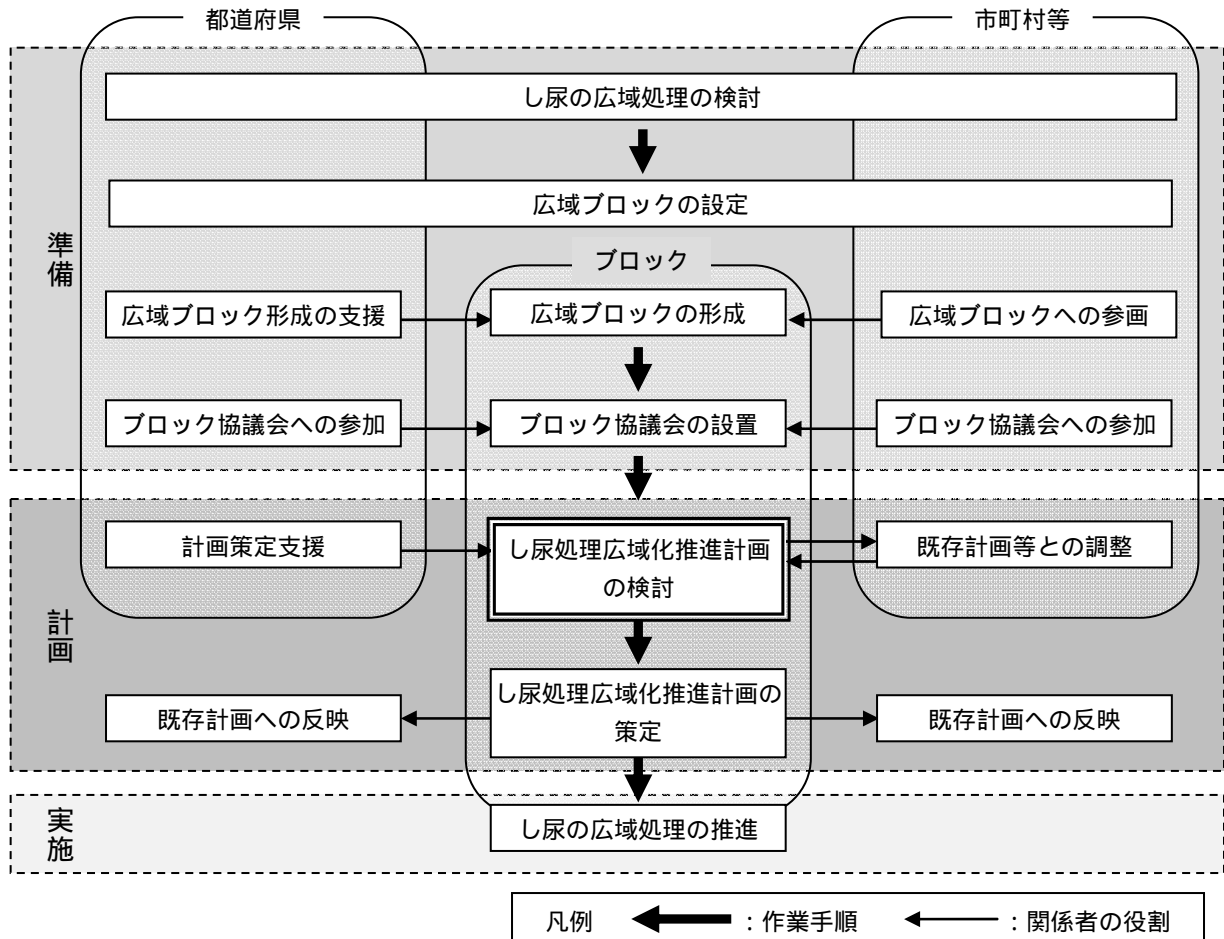 都道府県
市町村等
し尿の広域処理の検討
広域ブロックの設定
準備
ブロック
広域ブロック形成の支援
広域ブロックの形成
広域ブロックへの参画
ブロック協議会への参加
ブロック協議会の設置
ブロック協議会への参加
計画
計画策定支援
し尿処理広域化推進計画
の検討
既存計画等との調整
既存計画への反映
し尿処理広域化推進計画の
策定
既存計画への反映
実施
し尿の広域処理の推進
凡例 :作業手順 :関係者の役割